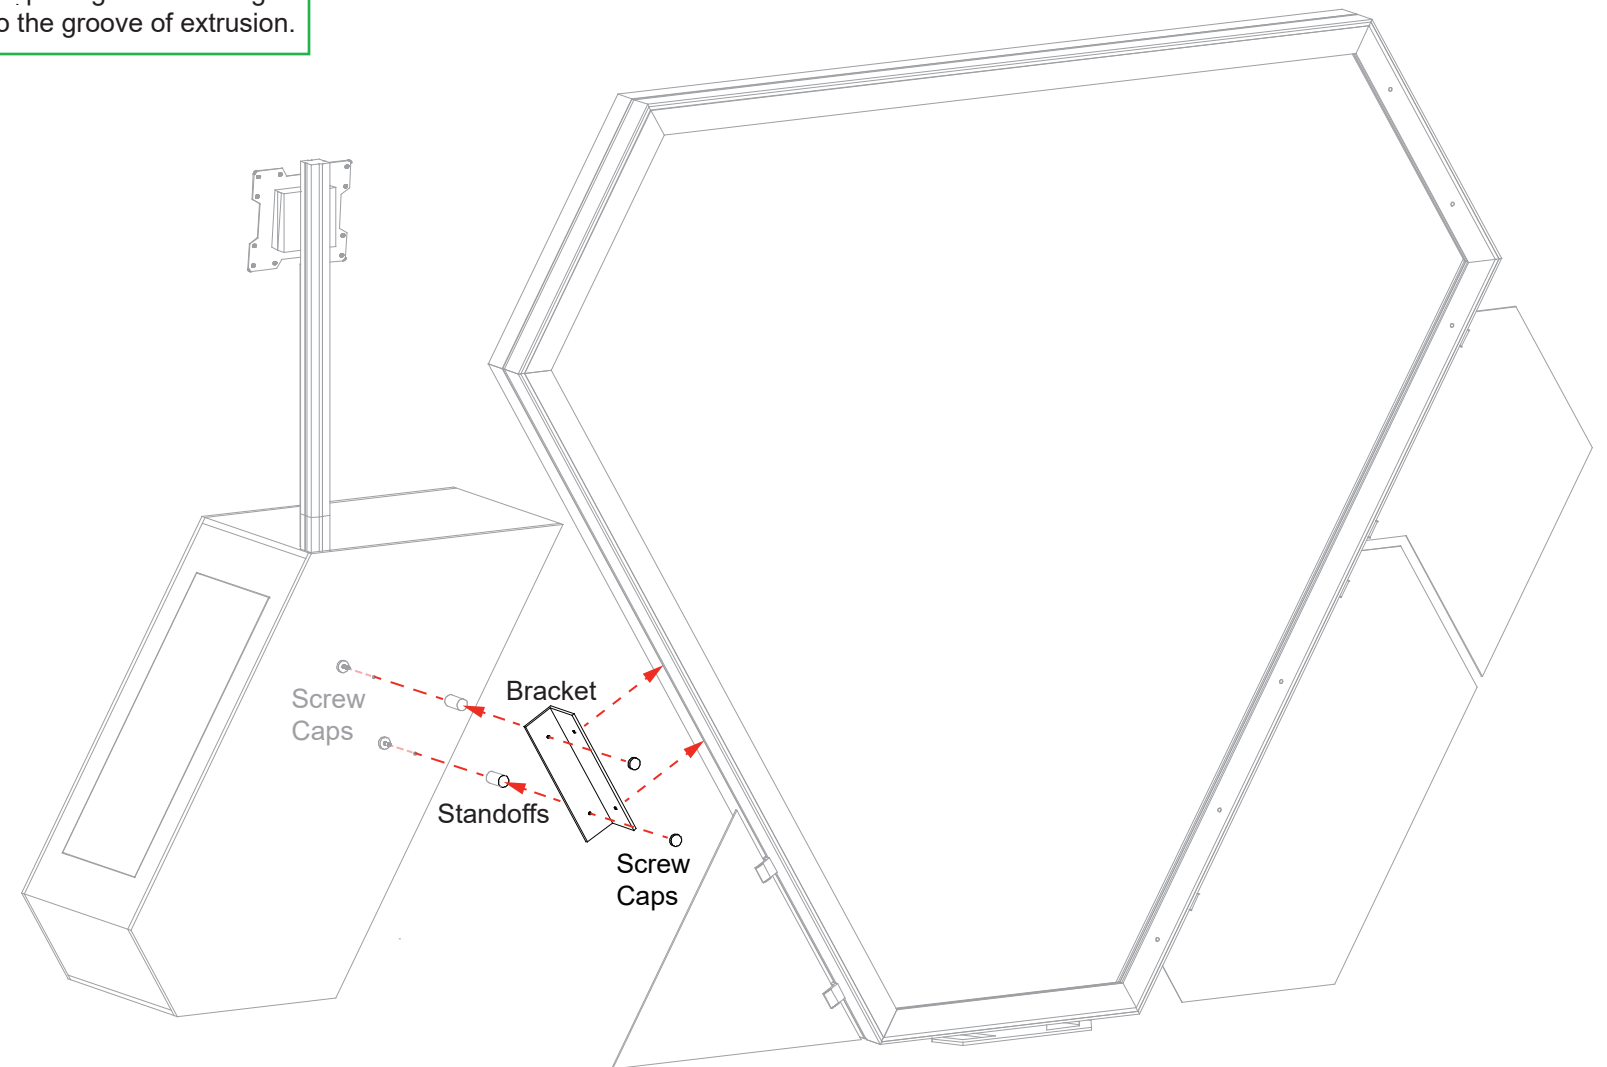 the groove of extrusion.
Bracket
Screw
Caps
Standoffs
Screw
Caps